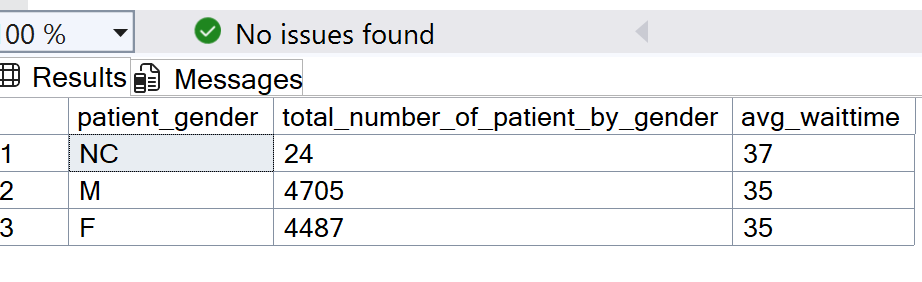 00 % No issues found
Results Messages
patient_gender total_number_of_patient_by_gender avg_waittime
1 NC 24 37
2 M 4705 35
3 F 4487 35